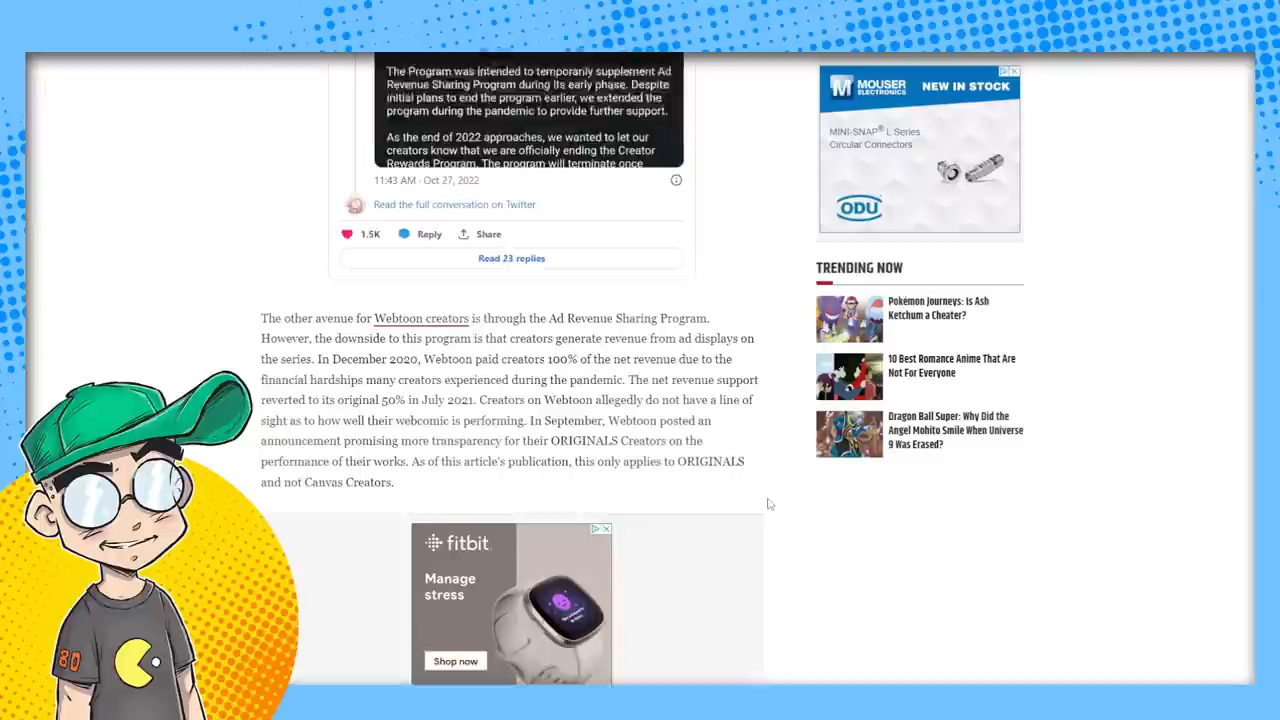 The Program was intended to temporarily supplement Ad
Revenue Sharing Program during its early phase. Despite
initial plans to end the program earlier, we extended the
program during the pandemic to provide further support.
As the end of 2022 approaches, we wanted to let our
creators know that we are officially ending the Creator
Rewards Program. The program will terminate once
11:43 AM · Oct 27, 2022
Read the full conversation on Twitter
1.5K Reply Share
Read 23 replies
The other avenue for Webtoon creators is through the Ad Revenue Sharing Program.
However, the downside to this program is that creators generate revenue from ad displays on
the series. In December 2020, Webtoon paid creators 100% of the net revenue due to the
financial hardships many creators experienced during the pandemic. The net revenue support
reverted to its original 50% in July 2021. Creators on Webtoon allegedly do not have a line of
sight as to how well their webcomic is performing. In September, Webtoon posted an
announcement promising more transparency for their ORIGINALS Creators on the
performance of their works. As of this article's publication, this only applies to ORIGINALS
and not Canvas Creators.
fitbit
Manage
stress
Shop now
M MOUSER
ELECTRONICS
NEW IN STOCK
MINI-SNAP® L Series
Circular Connectors
ODU
TRENDING NOW
Pokémon Journeys: Is Ash
Ketchum a Cheater?
10 Best Romance Anime That Are
Not For Everyone
Dragon Ball Super: Why Did the
Angel Mohito Smile When Universe
9 Was Erased?
80